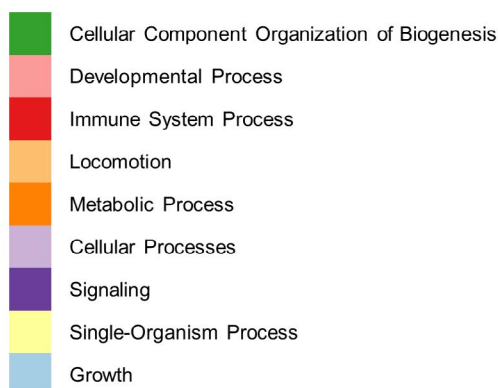 Cellular Component Organization of Biogenesis
Developmental Process
Immune System Process
Locomotion
Metabolic Process
Cellular Processes
Signaling
Single-Organism Process
Growth